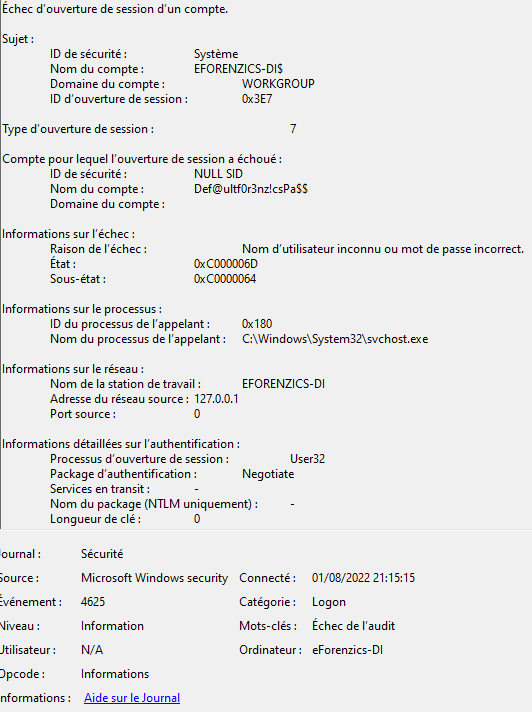 Échec d'ouverture de session d'un compte.
Sujet :
ID de sécurité : Système
Nom du compte : EFORENZICS-DI$
Domaine du compte : WORKGROUP
ID d'ouverture de session : 0x3E7
Type d'ouverture de session : 7
Compte pour lequel l'ouverture de session a échoué :
ID de sécurité : NULL SID
Nom du compte : Def@ultf0r3nz!csPa$$
Domaine du compte :
Informations sur l'échec :
Raison de l'échec : Nom d'utilisateur inconnu ou mot de passe incorrect.
État : 0xC000006D
Sous-état : 0xC0000064
Informations sur le processus :
ID du processus de l'appelant : 0x180
Nom du processus de l'appelant : C:\Windows\System32\svchost.exe
Informations sur le réseau :
Nom de la station de travail : EFORENZICS-DI
Adresse du réseau source : 127.0.0.1
Port source : 0
Informations détaillées sur l'authentification :
Processus d'ouverture de session : User32
Package d'authentification : Negotiate
Services en transit : -
Nom du package (NTLM uniquement) : -
Longueur de clé : 0
Journal : Sécurité
Source : Microsoft Windows security Connecté : 01/08/2022 21:15:15
Événement : 4625 Catégorie : Logon
Niveau : Information Mots-clés : Échec de l'audit
Utilisateur : N/A Ordinateur : eForenzics-DI
Opcode : Informations
Informations : Aide sur le Journal